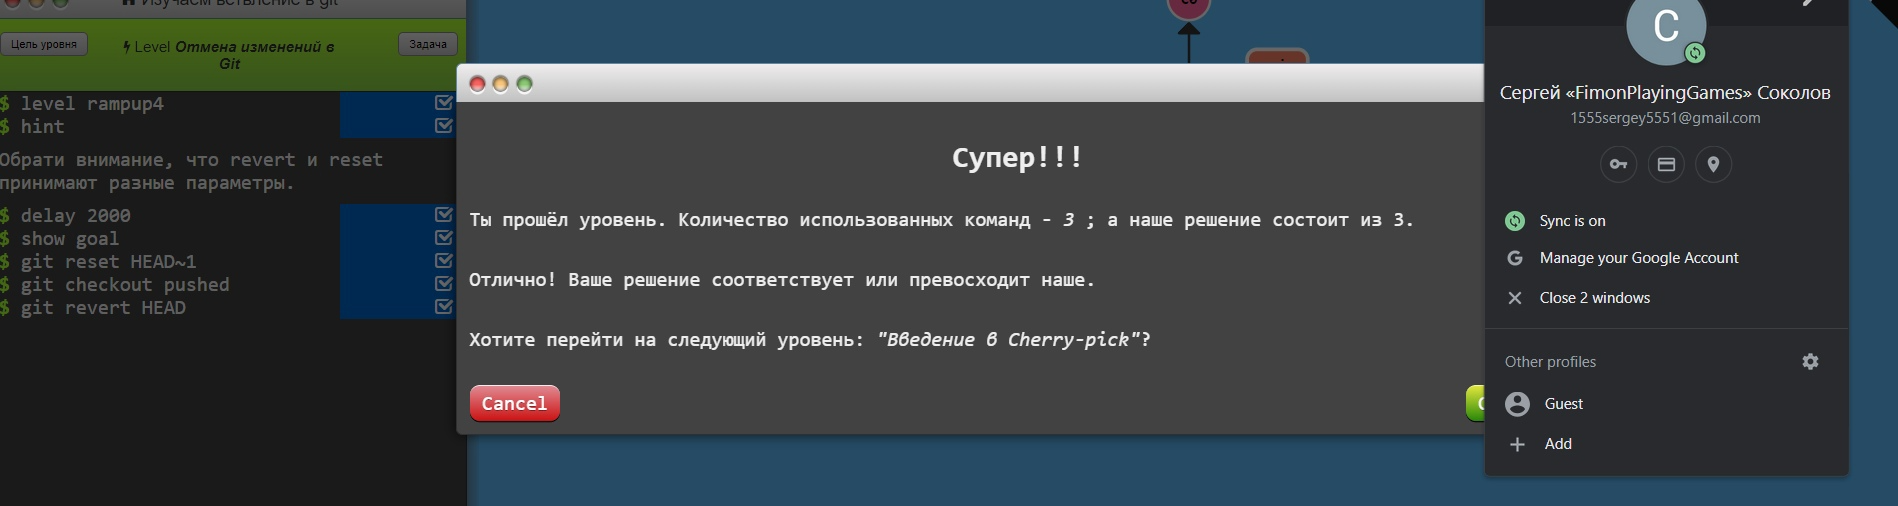 Изучаем ветвление в git
Цель уровня
Level Отмена изменений в
Git
Задача
$ level rampup4
$ hint
Обрати внимание, что revert и reset
принимают разные параметры.
$ delay 2000
$ show goal
$ git reset HEAD~1
$ git checkout pushed
$ git revert HEAD
Супер!!!
Ты прошёл уровень. Количество использованных команд - 3 ; а наше решение состоит из 3.
Отлично! Ваше решение соответствует или превосходит наше.
Хотите перейти на следующий уровень: "Введение в Cherry-pick"?
Cancel
C
Сергей «FimonPlayingGames» Соколов
1555sergey5551@gmail.com
Sync is on
Manage your Google Account
Close 2 windows
Other profiles
Guest
Add